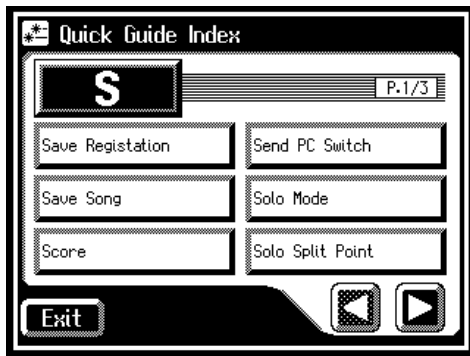 Quick Guide Index
S
P.1/3
Save Registation
Send PC Switch
Save Song
Solo Mode
Score
Solo Split Point
Exit